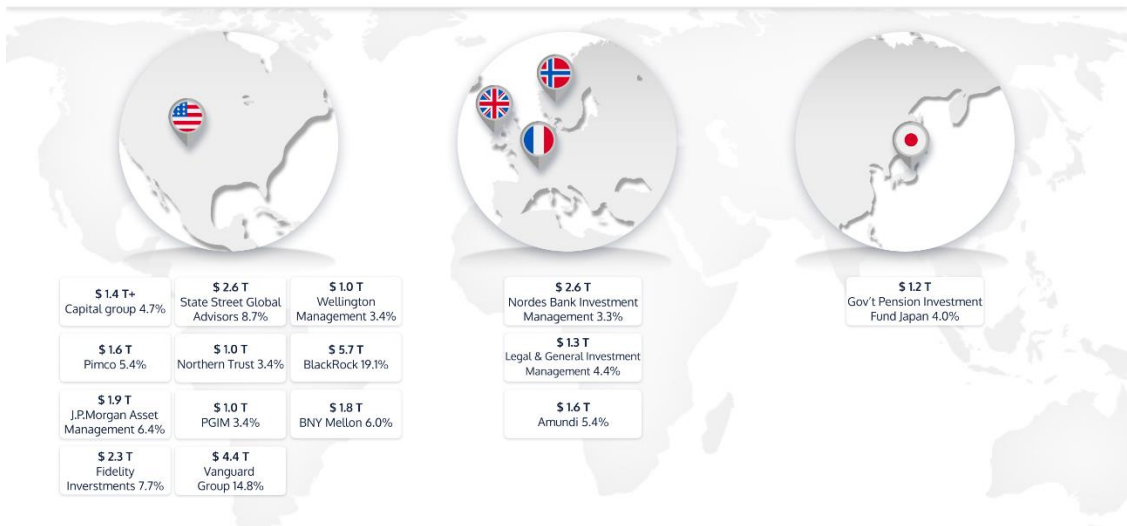 $ 1.4 T+
Capital group 4.7%
$ 2.6 T
State Street Global
Advisors 8.7%
$ 1.0 T
Wellington
Management 3.4%
$ 1.6 T
Pimco 5.4%
$ 1.0 T
Northern Trust 3.4%
$ 5.7 T
BlackRock 19.1%
$ 1.9 T
J.P.Morgan Asset
Management 6.4%
$ 1.0 T
PGIM 3.4%
$ 1.8 T
BNY Mellon 6.0%
$ 2.3 T
Fidelity
Inverstments 7.7%
$ 4.4 T
Vanguard
Group 14.8%
$ 2.6 T
Nordes Bank Investment
Management 3.3%
$ 1.3 T
Legal & General Investment
Management 4.4%
$ 1.6 T
Amundi 5.4%
$ 1.2 T
Gov't Pension Investment
Fund Japan 4.0%